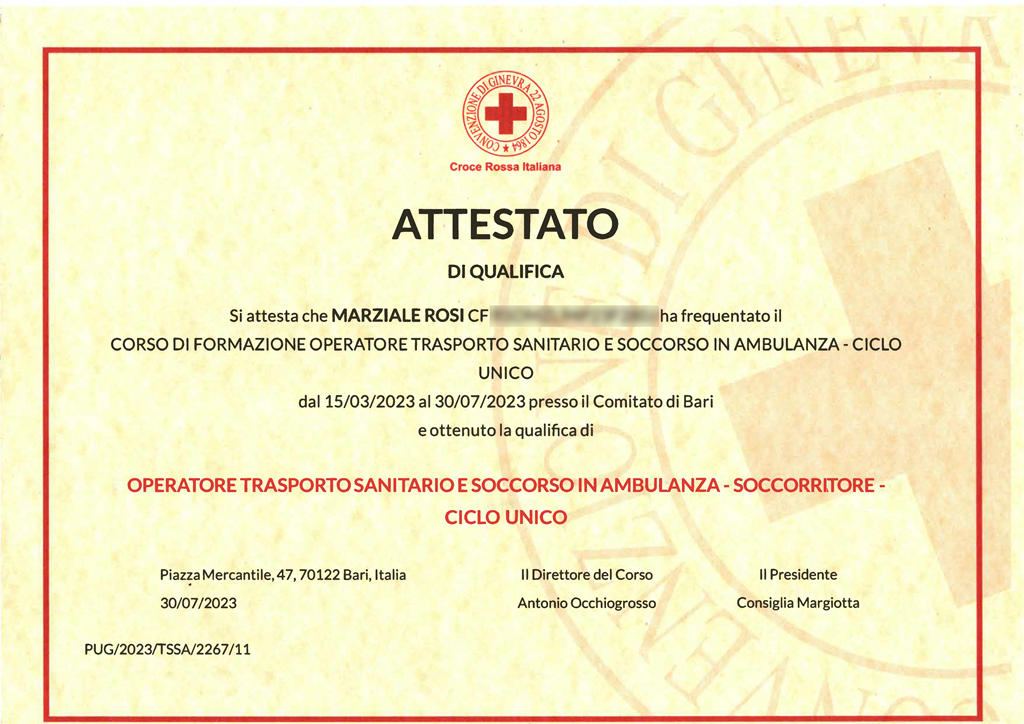 CONVENZIONE DI GINEVRA 22 AGOSTO 1864
Croce Rossa Italiana
ATTESTATO
DI QUALIFICA
Si attesta che MARZIALE ROSI CF ha frequentato il
CORSO DI FORMAZIONE OPERATORE TRASPORTO SANITARIO E SOCCORSO IN AMBULANZA - CICLO
UNICO
dal 15/03/2023 al 30/07/2023 presso il Comitato di Bari
e ottenuto la qualifica di
OPERATORE TRASPORTO SANITARIO E SOCCORSO IN AMBULANZA - SOCCORRITORE -
CICLO UNICO
Piazza Mercantile, 47, 70122 Bari, Italia
30/07/2023
Il Direttore del Corso
Antonio Occhiogrosso
Il Presidente
Consiglia Margiotta
PUG/2023/TSSA/2267/11